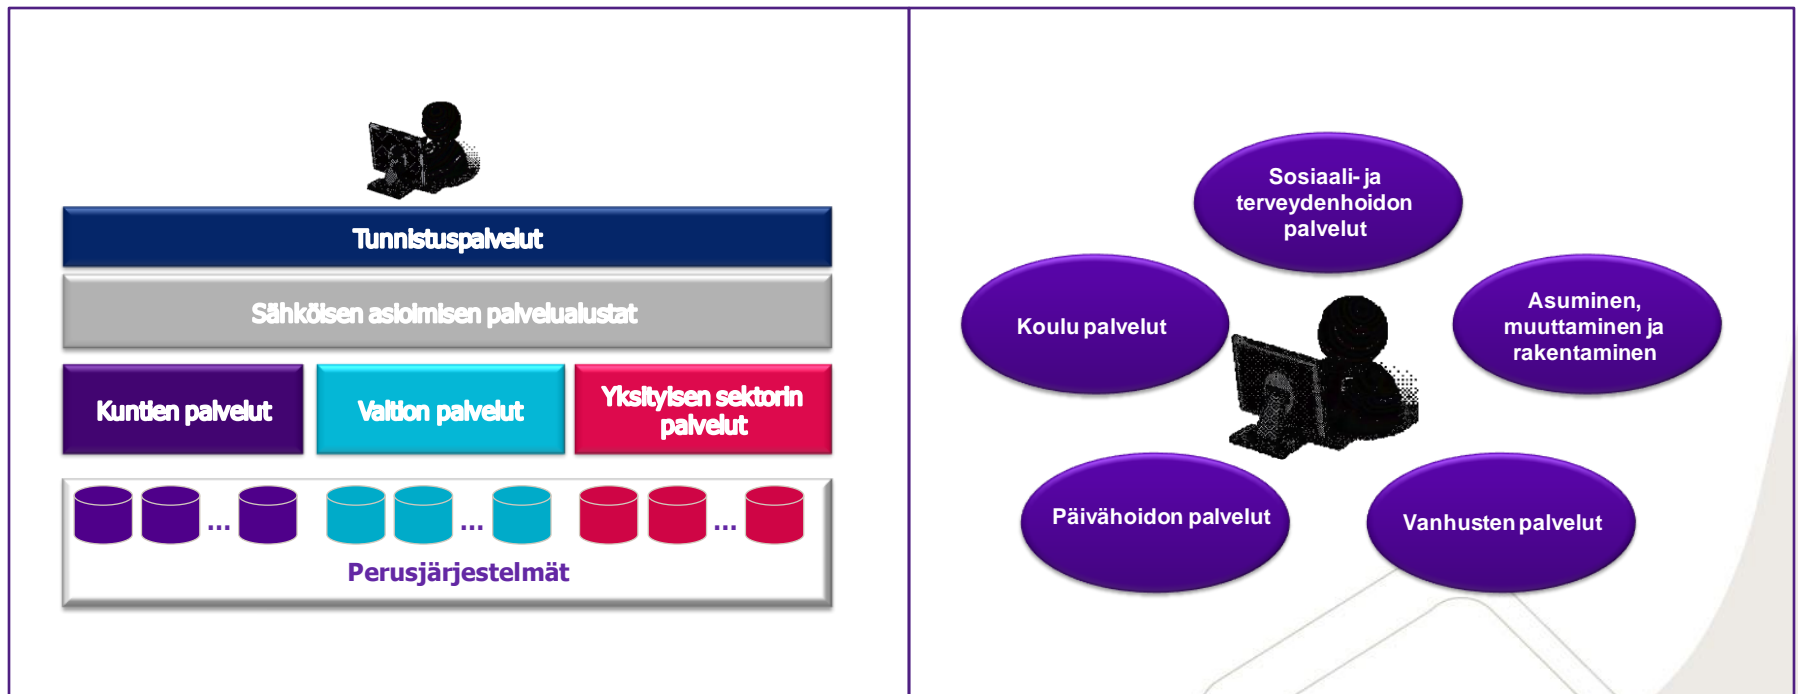 Tunnistuspalvelut
Sähköisen asioimisen palvelualustat
Kuntien palvelut
Valtion palvelut
Yksityisen sektorin
palvelut
...
...
...
Perusjärjestelmät
Sosiaali- ja
terveydenhoidon
palvelut
Koulu palvelut
Asuminen,
muuttaminen ja
rakentaminen
Päivähoidon palvelut
Vanhusten palvelut